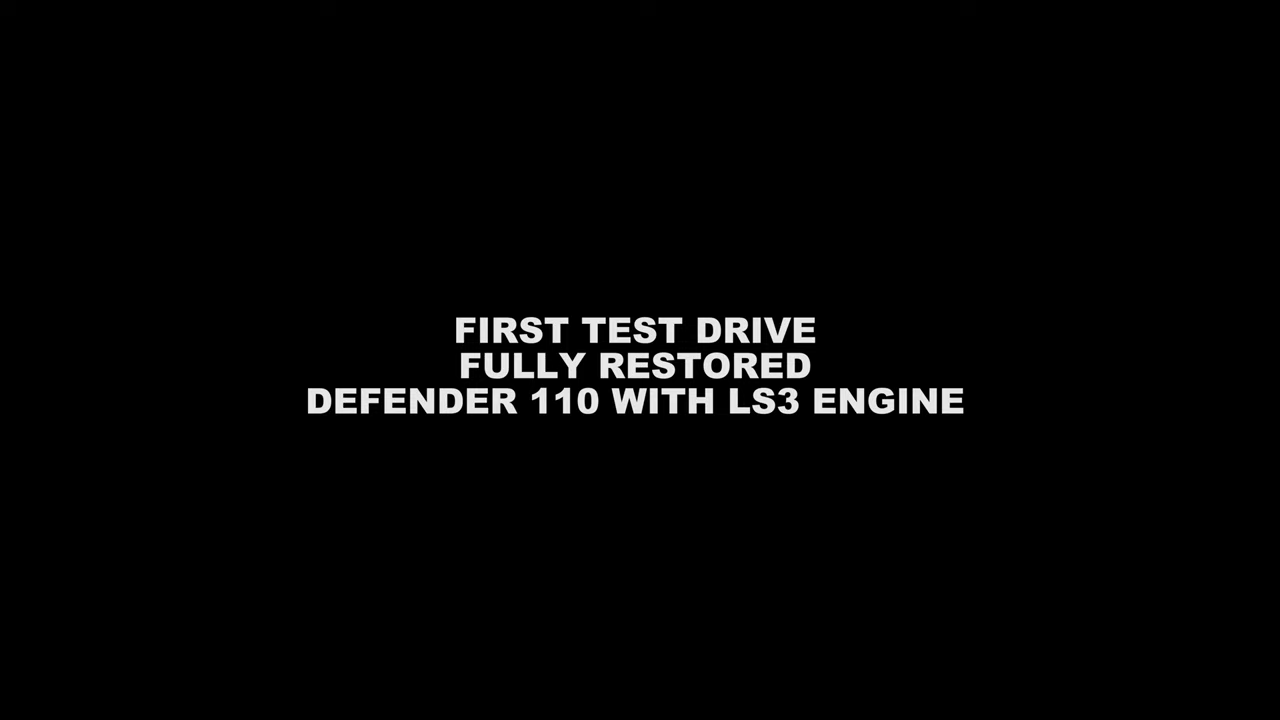 FIRST TEST DRIVE
FULLY RESTORED
DEFENDER 110 WITH LS3 ENGINE